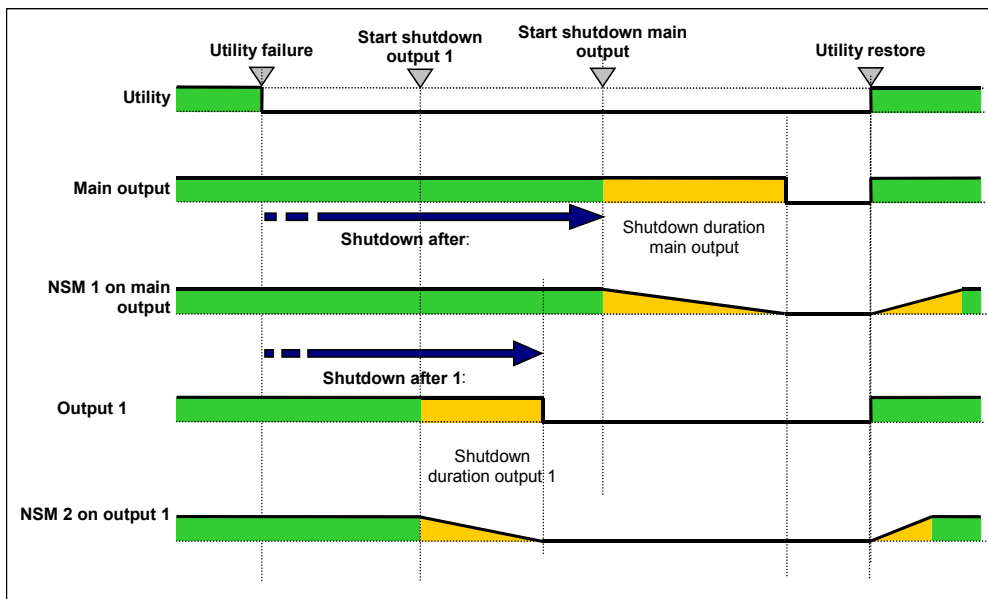 Utility failure
Start shutdown
output 1
Start shutdown main
output
Utility restore
Utility
Main output
Shutdown after:
Shutdown duration
main output
NSM 1 on main
output
Shutdown after 1:
Output 1
Shutdown
duration output 1
NSM 2 on output 1